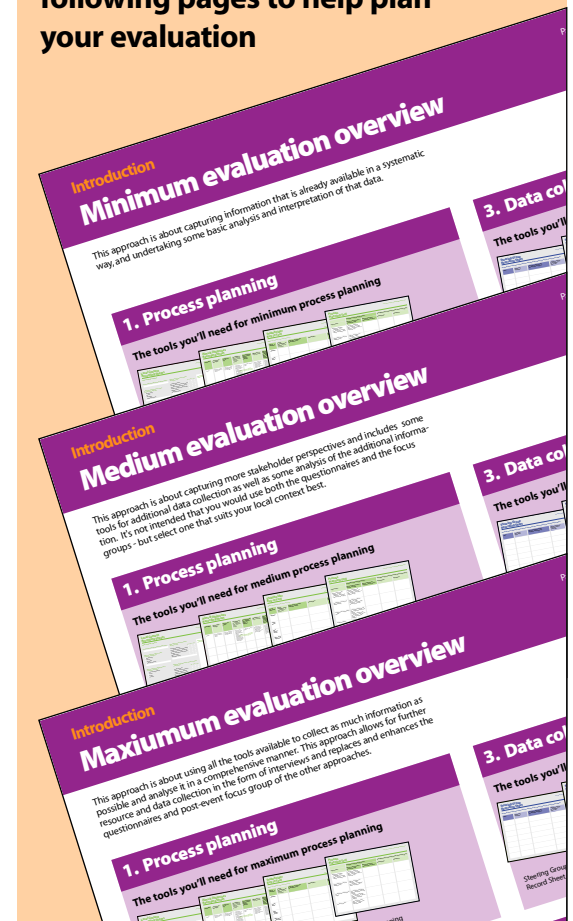 following pages to help plan
your evaluation
Introduction
Minimum evaluation overview
This approach is about capturing information that is already available in a systematic
way, and undertaking some basic analysis and interpretation of that data.
1. Process planning
The tools you'll need for minimum process planning
3. Data col
The tools you'll
Introduction
Medium evaluation overview
This approach is about capturing more stakeholder perspectives and includes some
tools for additional data collection as well as some analysis of the additional informa-
tion. It's not intended that you would use both the questionnaires and the focus
groups - but select one that suits your local context best.
1. Process planning
The tools you'll need for medium process planning
3. Data col
The tools you'll
Introduction
Maxiumum evaluation overview
This approach is about using all the tools available to collect as much information as
possible and analyse it in a comprehensive manner. This approach allows for further
resource and data collection in the form of interviews and replaces and enhances the
questionnaires and post-event focus group of the other approaches.
1. Process planning
The tools you'll need for maximum process planning
3. Data col
The tools you'll
Steering Group
Record Sheet